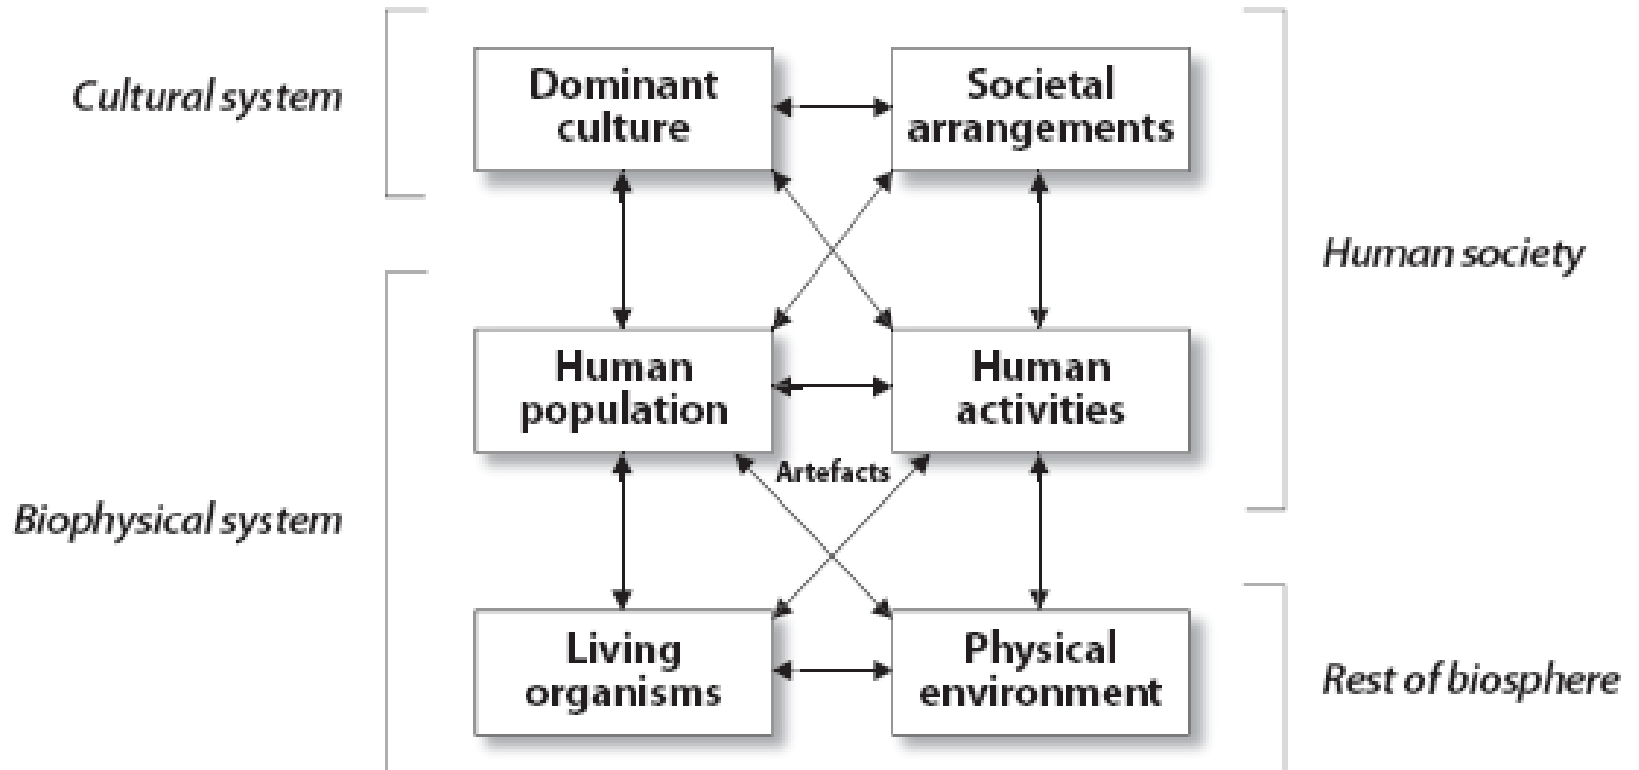 Cultural system
Dominant
culture
Societal
arrangements
Human society
Human
population
Human
activities
Artefacts
Biophysical system
Living
organisms
Physical
environment
Rest of biosphere